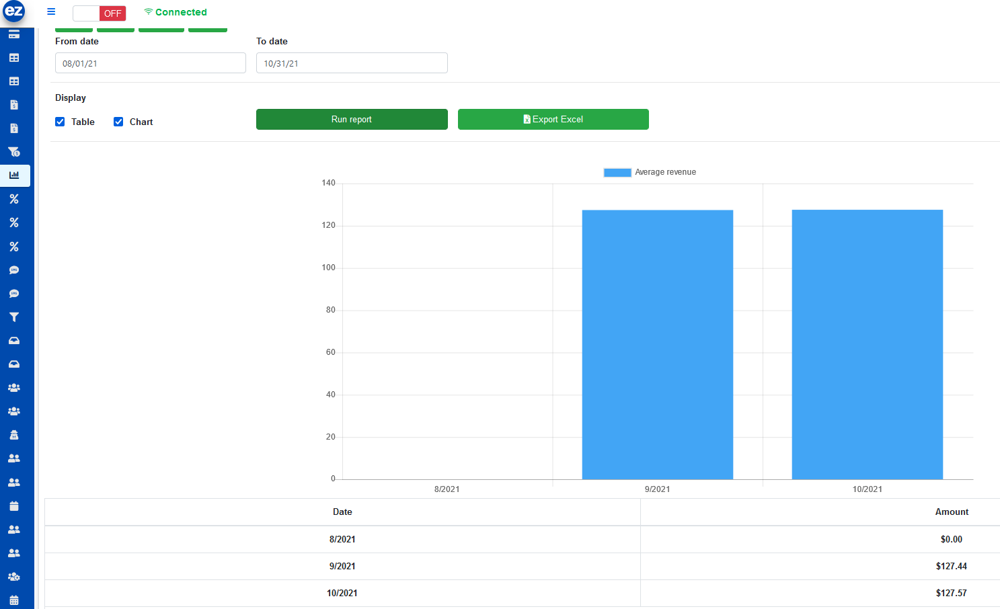 ez
OFF
Connected
From date
To date
08/01/21
10/31/21
Display
Table
Chart
Run report
Export Excel
Average revenue
140
120
100
80
60
40
20
0
8/2021
9/2021
10/2021
Date
Amount
8/2021
$0.00
9/2021
$127.44
10/2021
$127.57